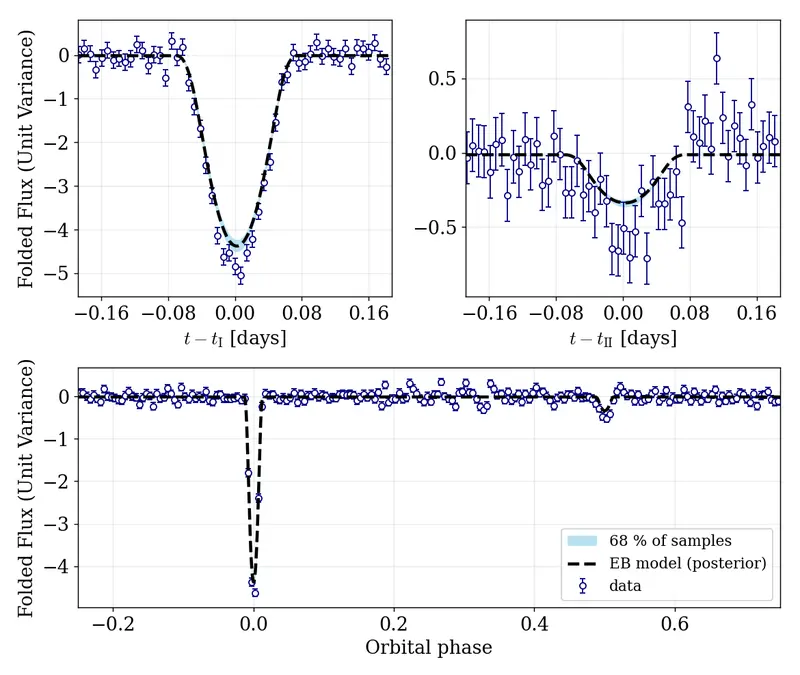 Folded Flux (Unit Variance)
0
−1
−2
−3
−4
−5
−0.16 −0.08 0.00 0.08 0.16
t − tI [days]
0.5
0.0
−0.5
−0.16 −0.08 0.00 0.08 0.16
t − tII [days]
Folded Flux (Unit Variance)
0
−1
−2
−3
−4
68 % of samples
EB model (posterior)
data
−0.2 0.0 0.2 0.4 0.6
Orbital phase